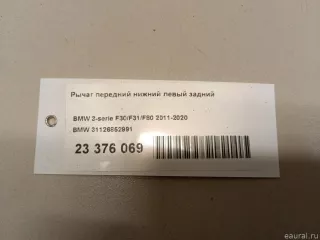 Рычаг передний нижний левый задний
BMW 3-serie F30/F31/F80 2011-2020
BMW 31126852991
23 376 069
eaural.ru